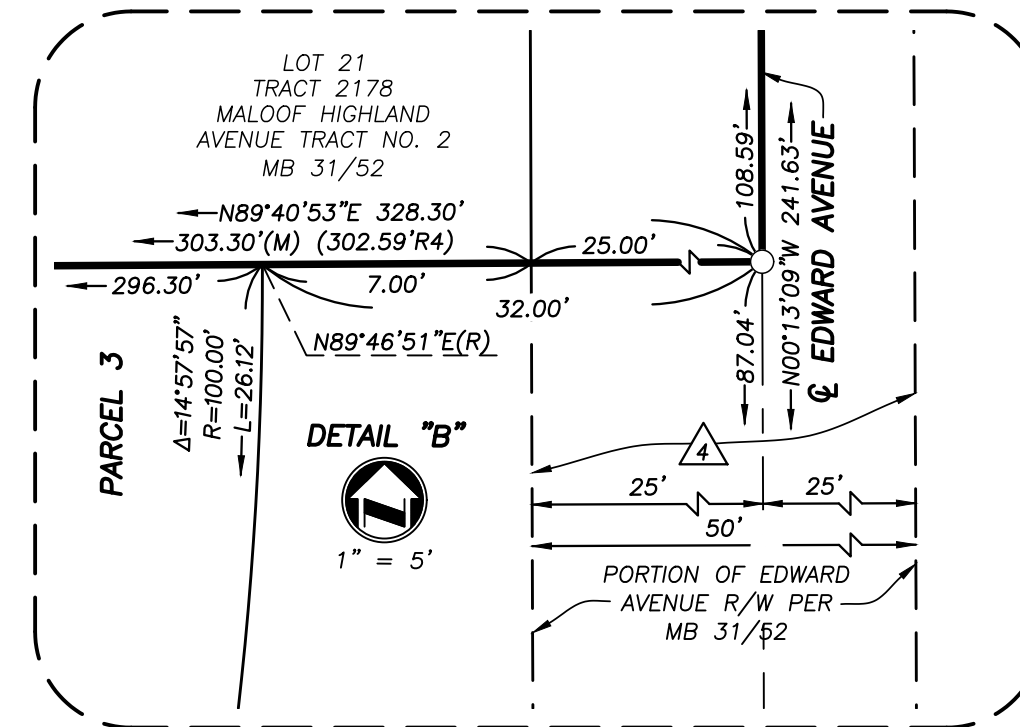 LOT 21
TRACT 2178
MALOOF HIGHLAND
AVENUE TRACT NO. 2
MB 31/52
N89°40'53"E 328.30'
303.30'(M) (302.59'R4)
296.30'
7.00'
25.00'
32.00'
N89°46'51"E(R)
108.59'
87.04'
N00°13'09"W 241.63'
℄ EDWARD AVENUE
PARCEL 3
Δ=14°57'57"
R=100.00'
L=26.12'
DETAIL "B"
1" = 5'
4
25'
25'
50'
PORTION OF EDWARD
AVENUE R/W PER
MB 31/52